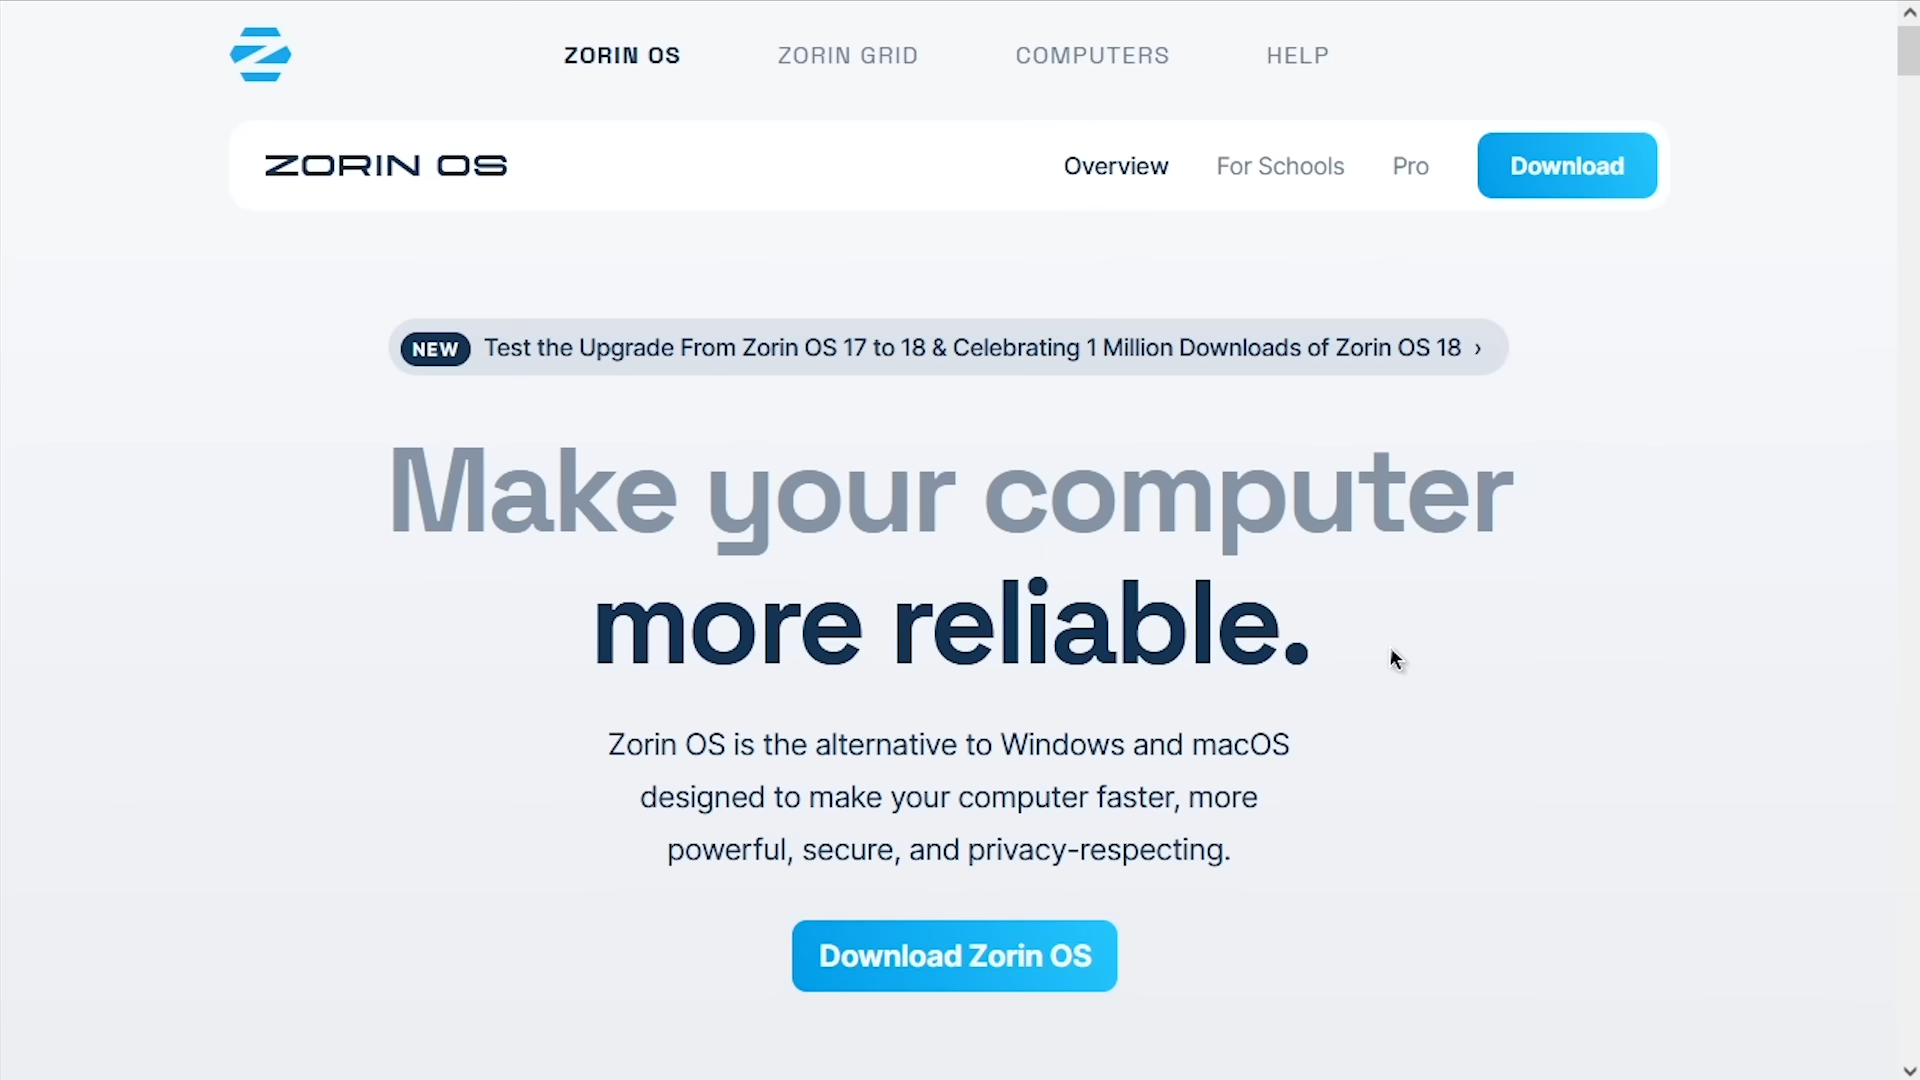 ZORIN OS ZORIN GRID COMPUTERS HELP
ZORIN OS Overview For Schools Pro Download
NEW Test the Upgrade From Zorin OS 17 to 18 & Celebrating 1 Million Downloads of Zorin OS 18 ›
Make your computer
more reliable.
Zorin OS is the alternative to Windows and macOS
designed to make your computer faster, more
powerful, secure, and privacy-respecting.
Download Zorin OS